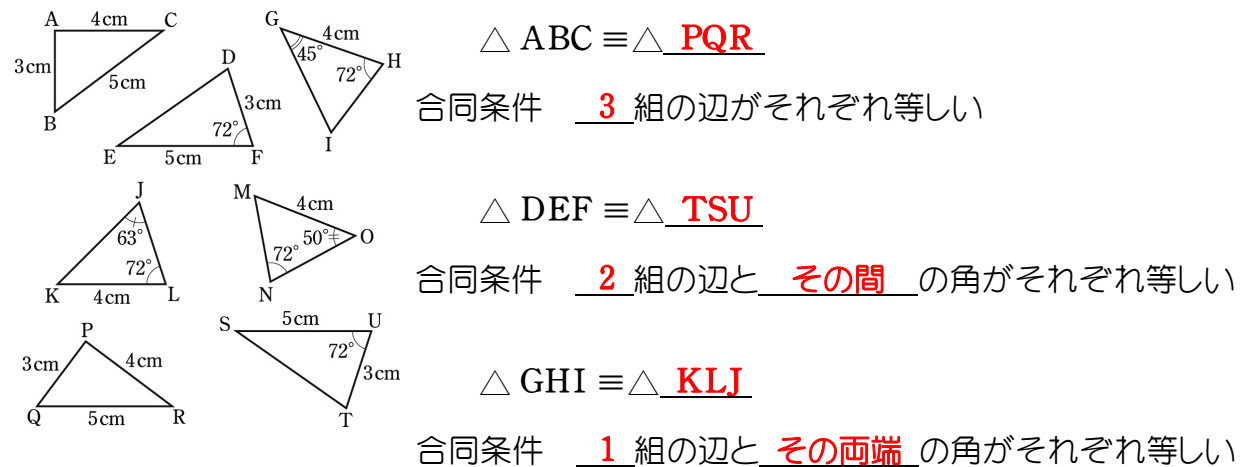 A 4cm C
3cm
5cm
B
D
3cm
72°
E 5cm F
G
4cm
45°
72°
H
I
J
63°
72°
K 4cm L
M
4cm
50°
O
72°
N
P
3cm 4cm
Q 5cm R
S 5cm U
72°
3cm
T
△ ABC ≡ △ PQR
合同条件 3 組の辺がそれぞれ等しい
△ DEF ≡ △ TSU
合同条件 2 組の辺と その間 の角がそれぞれ等しい
△ GHI ≡ △ KLJ
合同条件 1 組の辺と その両端 の角がそれぞれ等しい